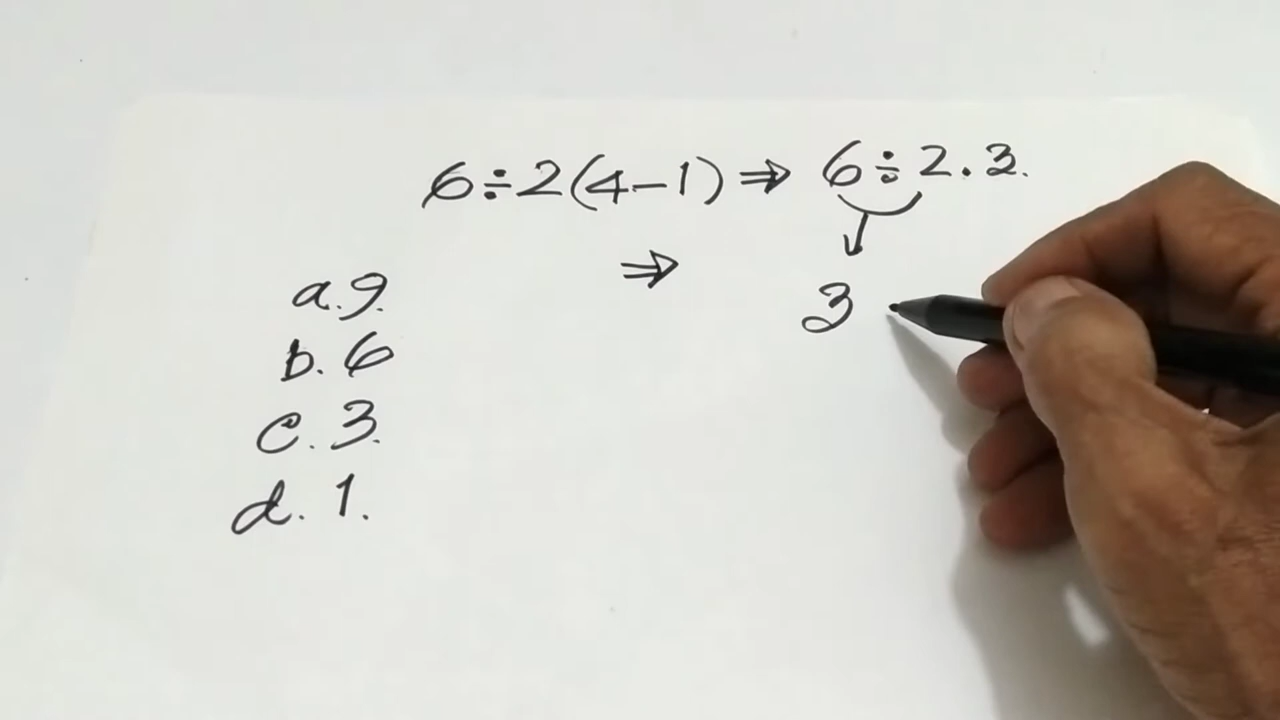 6÷2(4−1) ⇒ 6÷2.3.
⇒ 3
a. 9.
b. 6
c. 3.
d. 1.